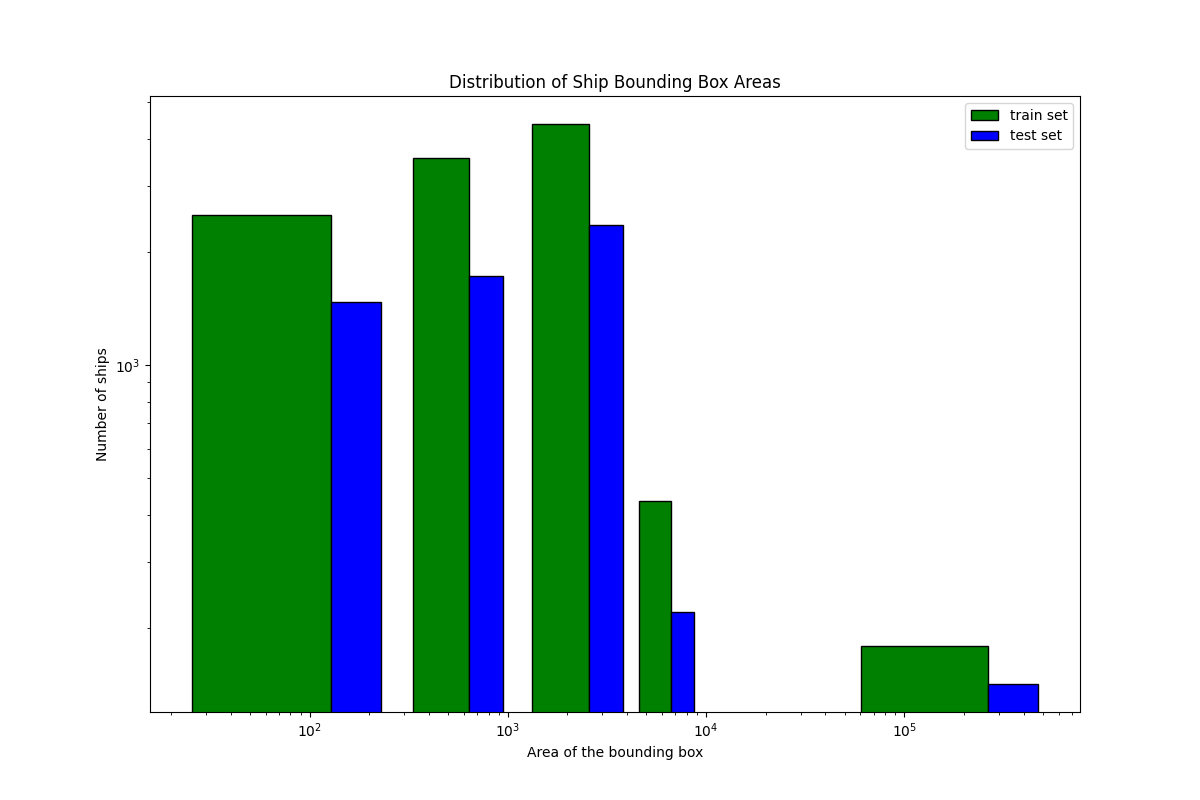 Distribution of Ship Bounding Box Areas
train set
test set
Number of ships
10³
10² 10³ 10⁴ 10⁵
Area of the bounding box